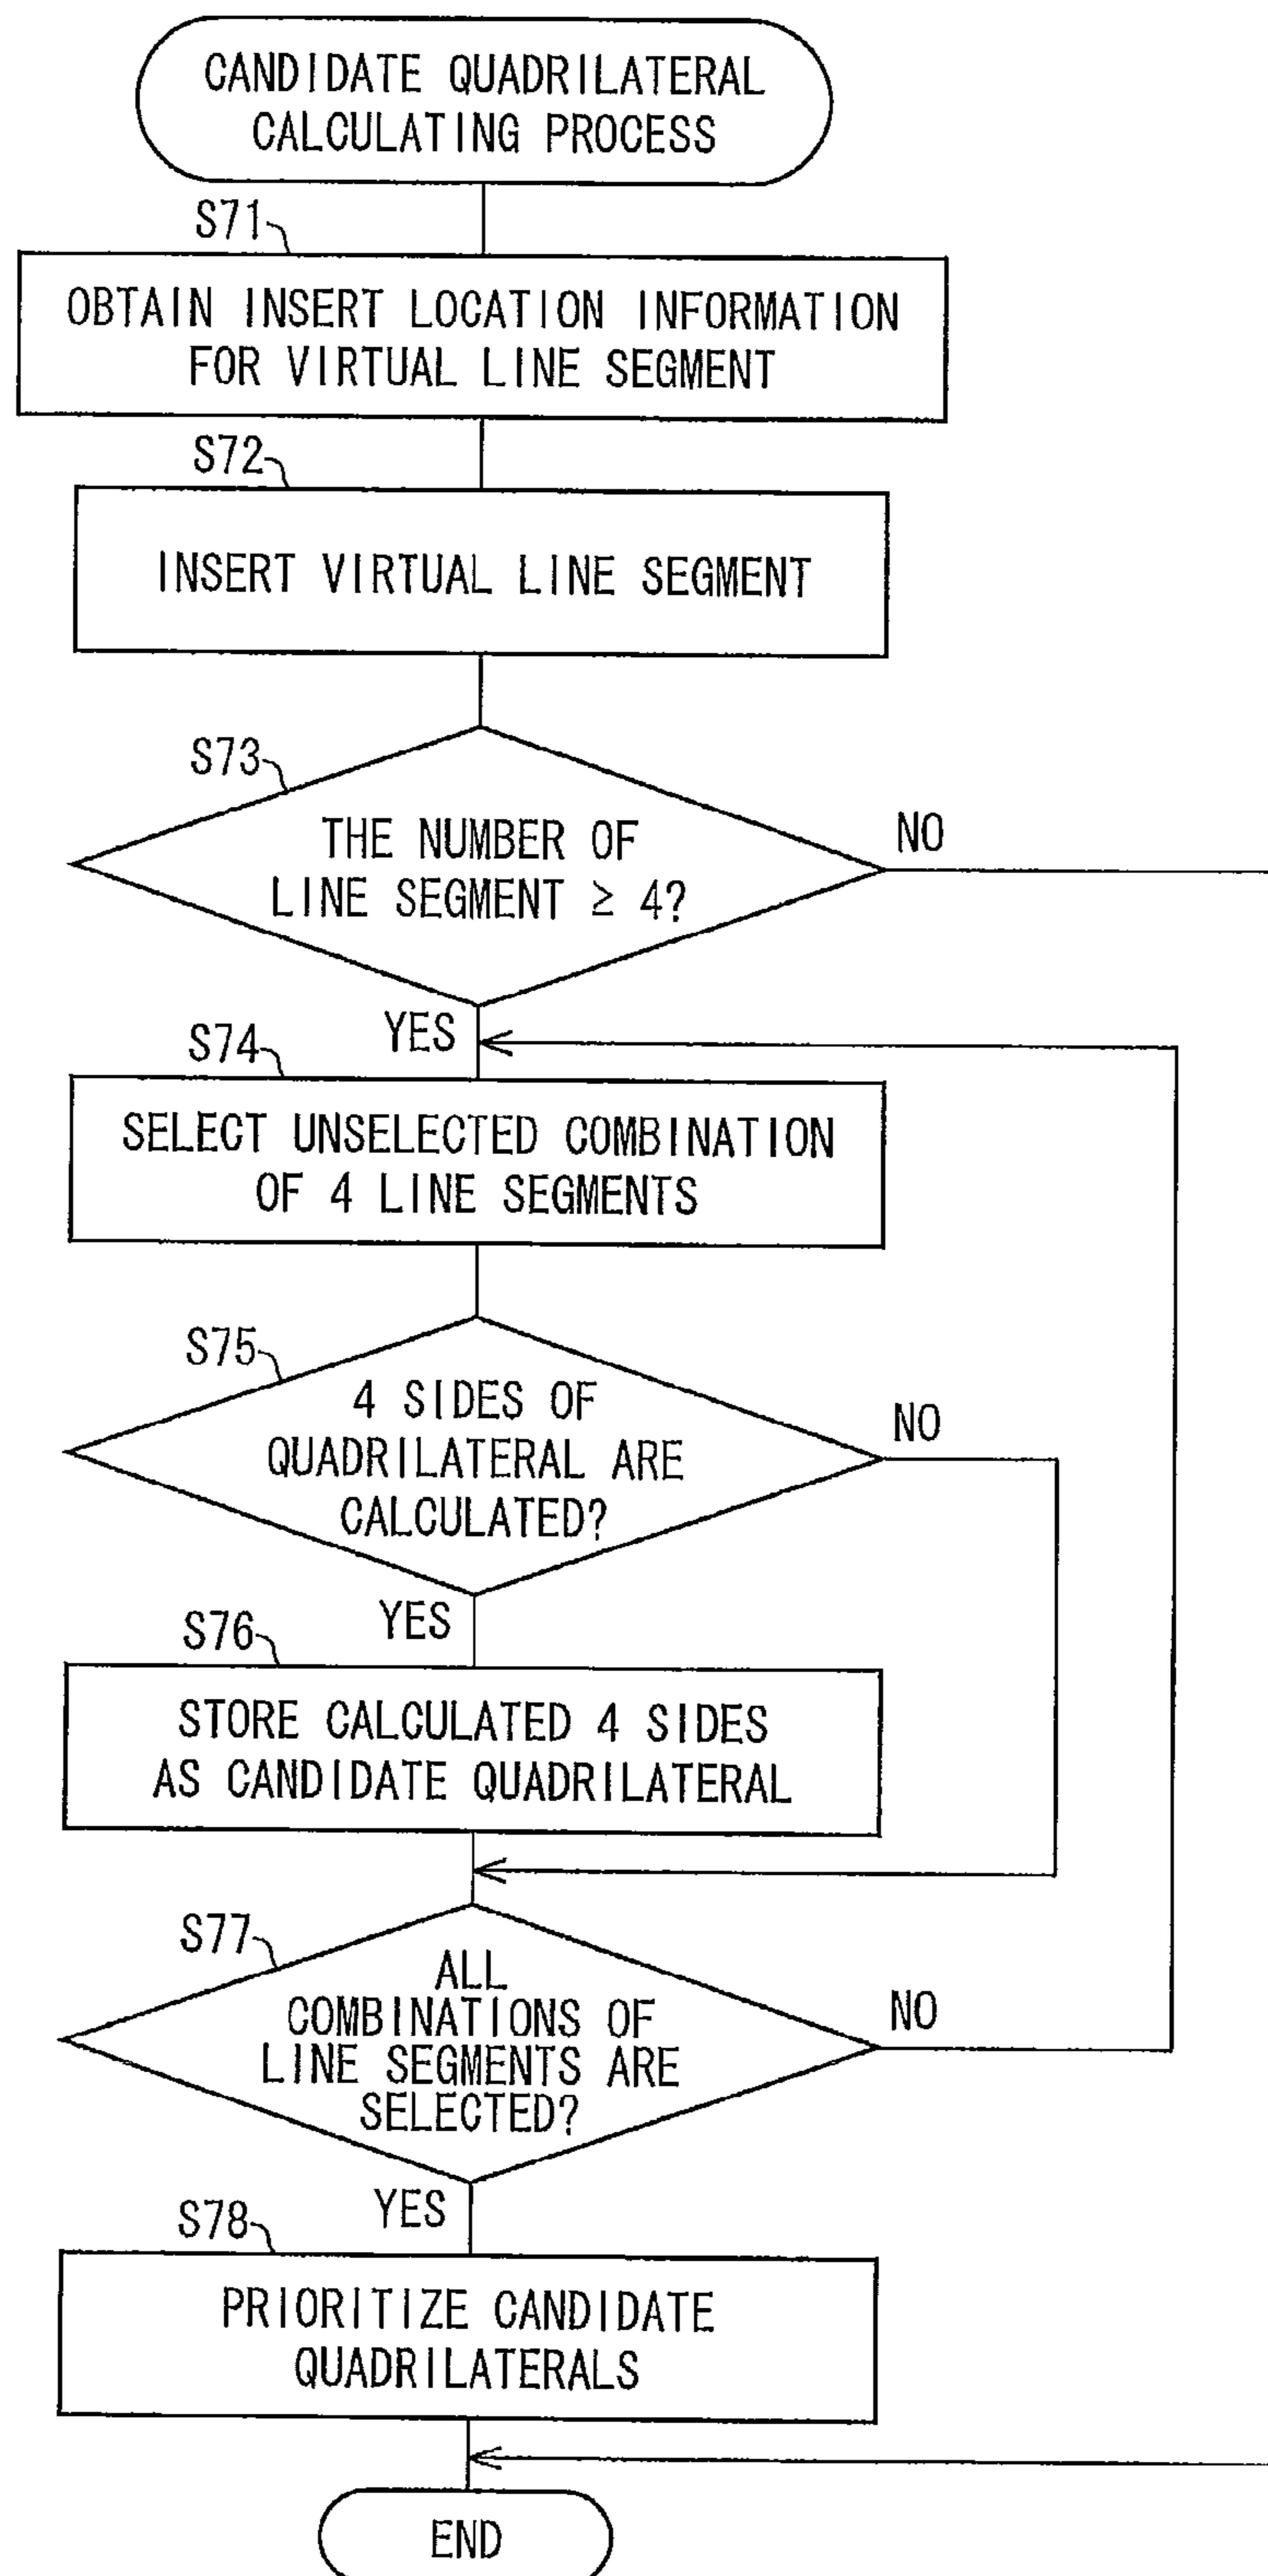 CANDIDATE QUADRILATERAL
CALCULATING PROCESS
S71
OBTAIN INSERT LOCATION INFORMATION
FOR VIRTUAL LINE SEGMENT
S72
INSERT VIRTUAL LINE SEGMENT
S73
THE NUMBER OF
LINE SEGMENT ≥ 4?
NO
YES
S74
SELECT UNSELECTED COMBINATION
OF 4 LINE SEGMENTS
S75
4 SIDES OF
QUADRILATERAL ARE
CALCULATED?
NO
YES
S76
STORE CALCULATED 4 SIDES
AS CANDIDATE QUADRILATERAL
S77
ALL
COMBINATIONS OF
LINE SEGMENTS ARE
SELECTED?
NO
YES
S78
PRIORITIZE CANDIDATE
QUADRILATERALS
END